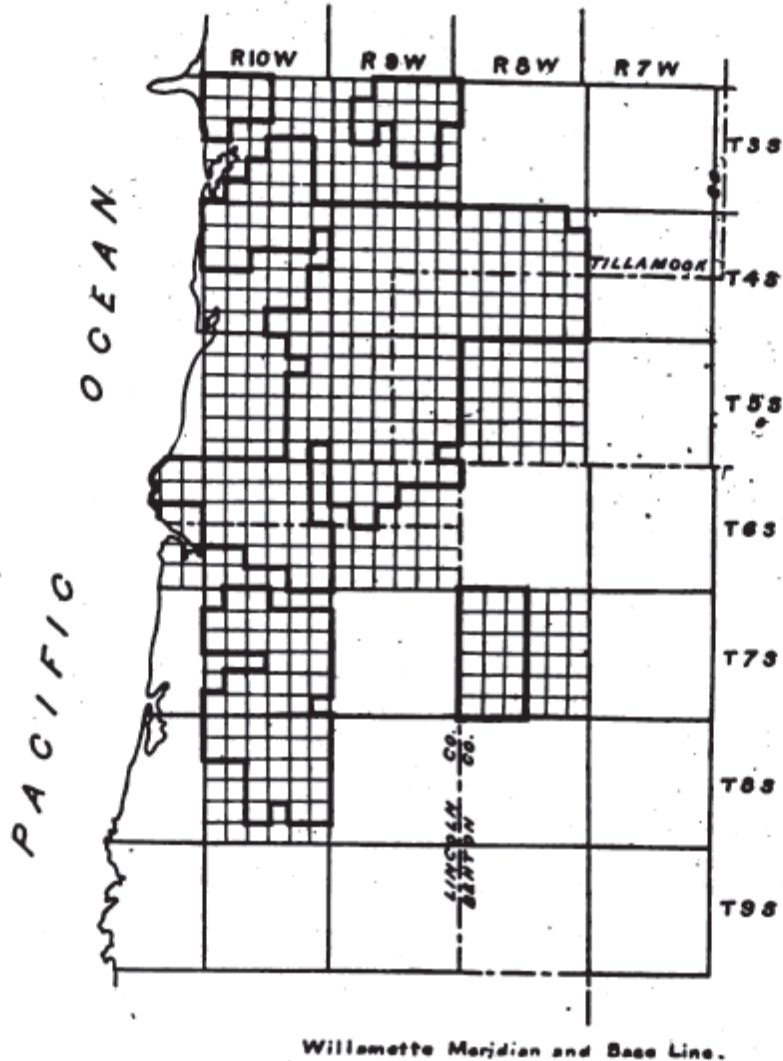 R10W R9W R8W R7W
T3S
CO.
TILLAMOOK
T4S
T5S
T6S
T7S
T8S
T9S
PACIFIC OCEAN
LINCOLN CO.
BENTON CO.
Willamette Meridian and Base Line.